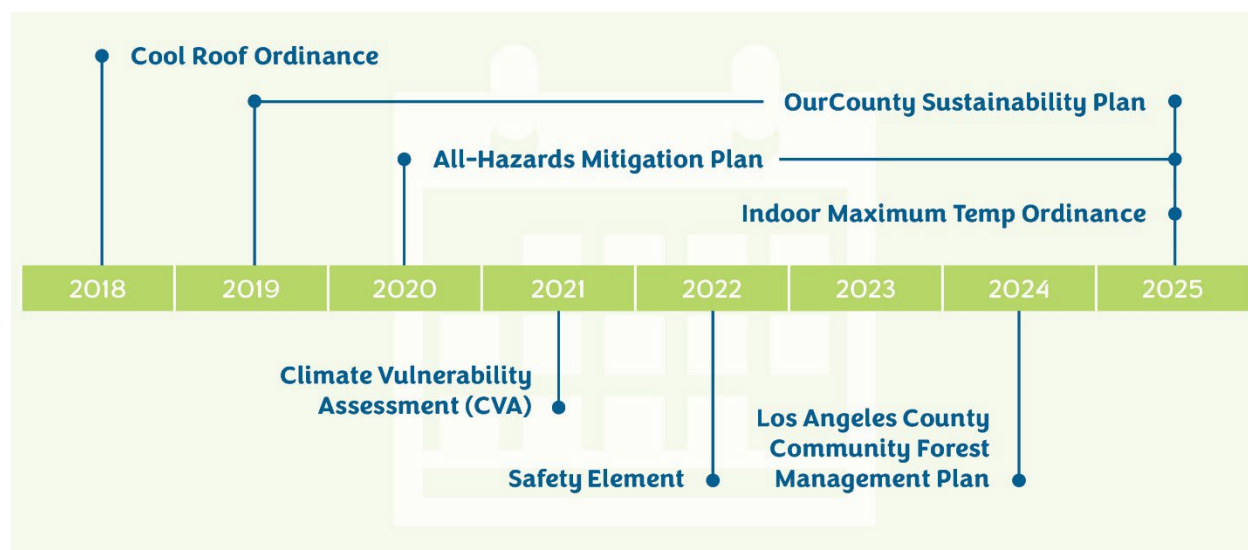 Cool Roof Ordinance
OurCounty Sustainability Plan
All-Hazards Mitigation Plan
Indoor Maximum Temp Ordinance
2018 2019 2020 2021 2022 2023 2024 2025
Climate Vulnerability
Assessment (CVA)
Los Angeles County
Community Forest
Management Plan
Safety Element